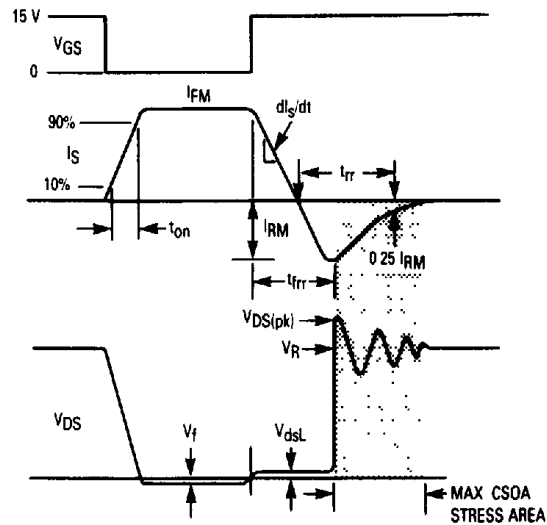 15 V
VGS
0
IFM
90%
dIs/dt
IS
trr
10%
ton
IRM
0 25 IRM
tfrr
VDS(pk)
VR
VDS
Vf
VdsL
MAX CSOA
STRESS AREA